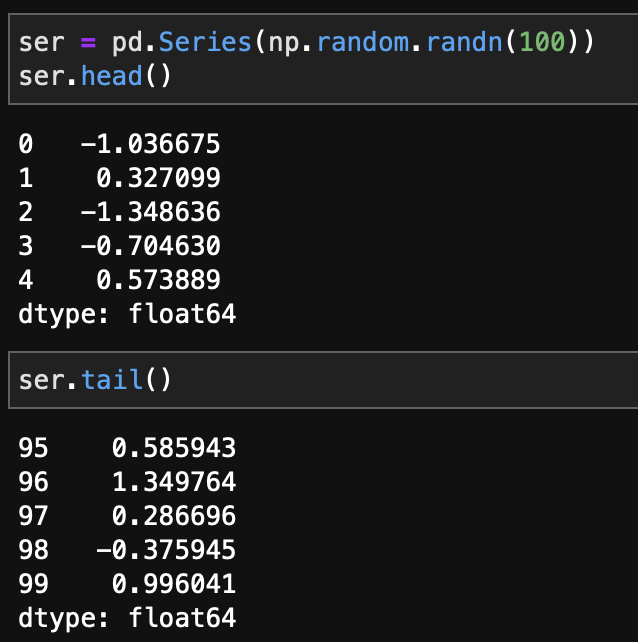 ser = pd.Series(np.random.randn(100))
ser.head()
0   -1.036675
1    0.327099
2   -1.348636
3   -0.704630
4    0.573889
dtype: float64
ser.tail()
95    0.585943
96    1.349764
97    0.286696
98   -0.375945
99    0.996041
dtype: float64